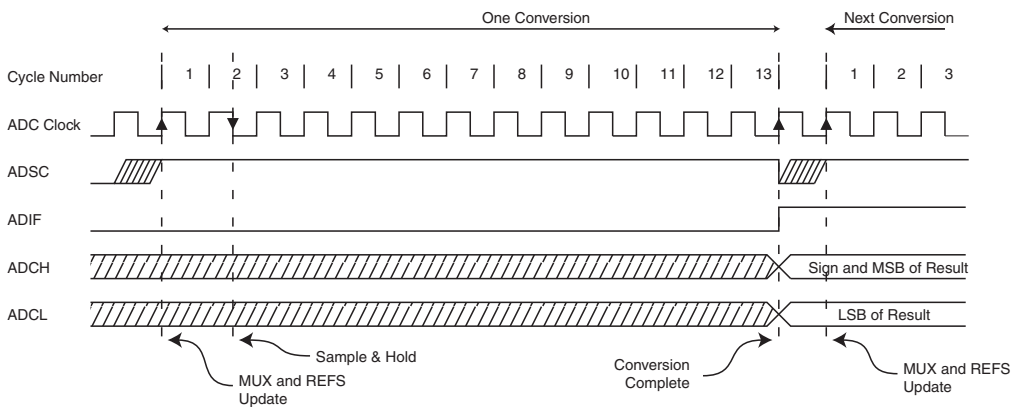 One Conversion
Next Conversion
Cycle Number 1 2 3 4 5 6 7 8 9 10 11 12 13 1 2 3
ADC Clock
ADSC
ADIF
ADCH Sign and MSB of Result
ADCL LSB of Result
Sample & Hold
MUX and REFS
Update
Conversion
Complete
MUX and REFS
Update